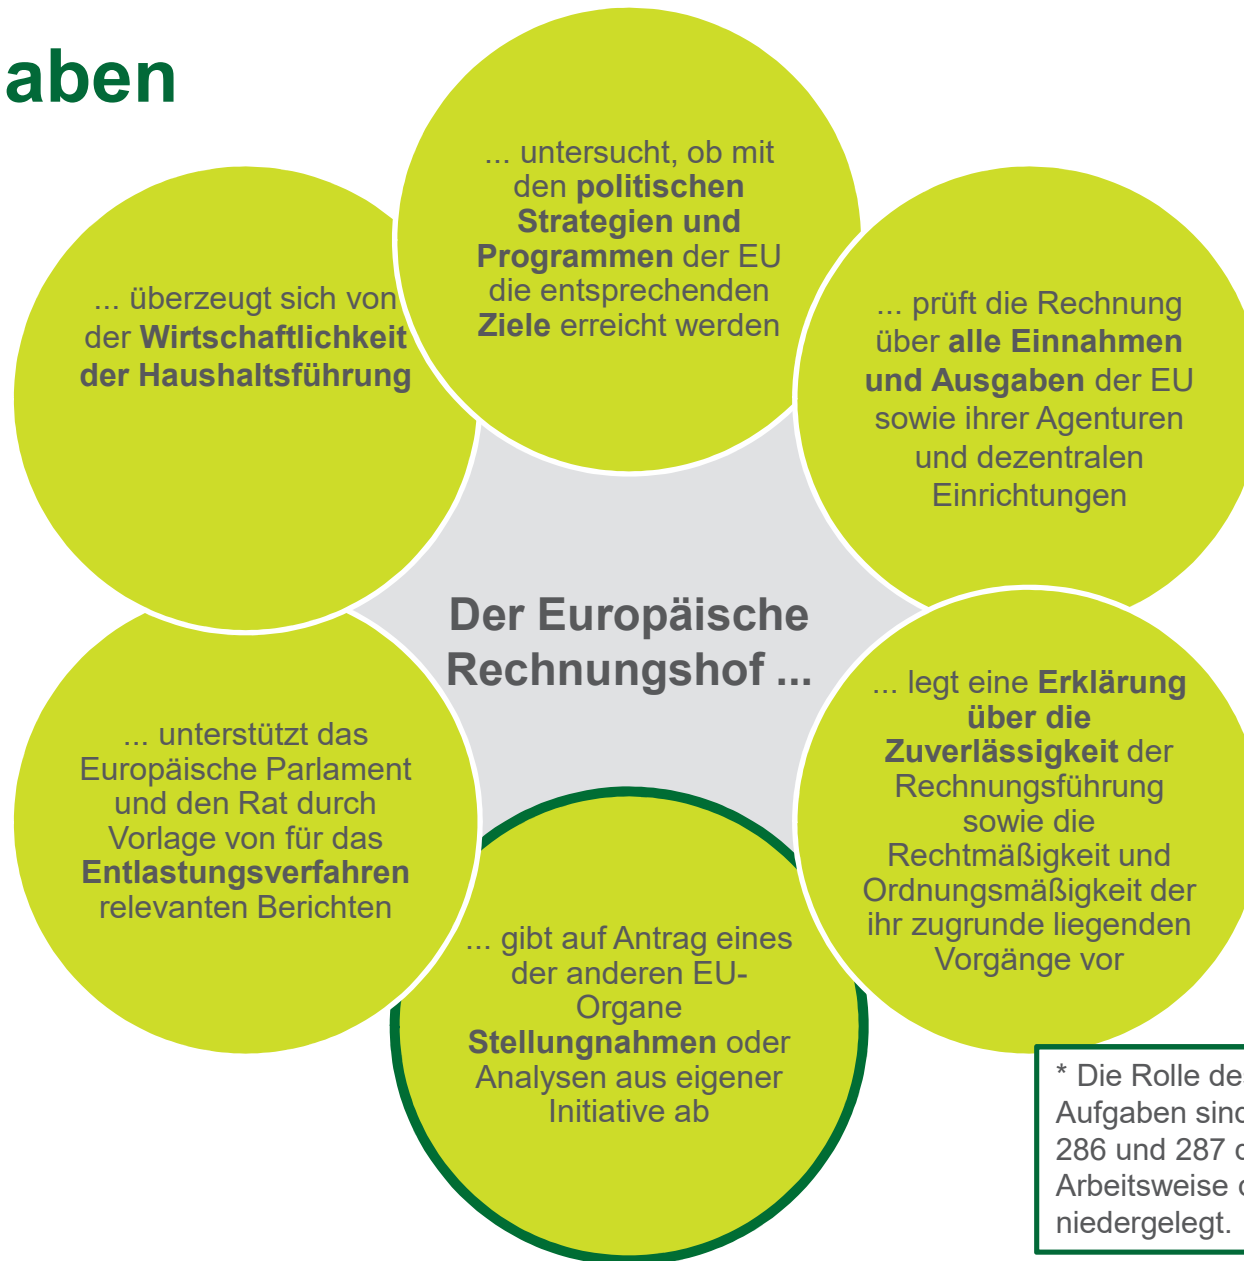 aben
... untersucht, ob mit
den politischen
Strategien und
Programmen der EU
die entsprechenden
Ziele erreicht werden
... überzeugt sich von
der Wirtschaftlichkeit
der Haushaltsführung
... prüft die Rechnung
über alle Einnahmen
und Ausgaben der EU
sowie ihrer Agenturen
und dezentralen
Einrichtungen
Der Europäische
Rechnungshof ...
... unterstützt das
Europäische Parlament
und den Rat durch
Vorlage von für das
Entlastungsverfahren
relevanten Berichten
... legt eine Erklärung
über die
Zuverlässigkeit der
Rechnungsführung
sowie die
Rechtmäßigkeit und
Ordnungsmäßigkeit der
ihr zugrunde liegenden
Vorgänge vor
... gibt auf Antrag eines
der anderen EU-
Organe
Stellungnahmen oder
Analysen aus eigener
Initiative ab
* Die Rolle des
Aufgaben sind
286 und 287 d
Arbeitsweise d
niedergelegt.